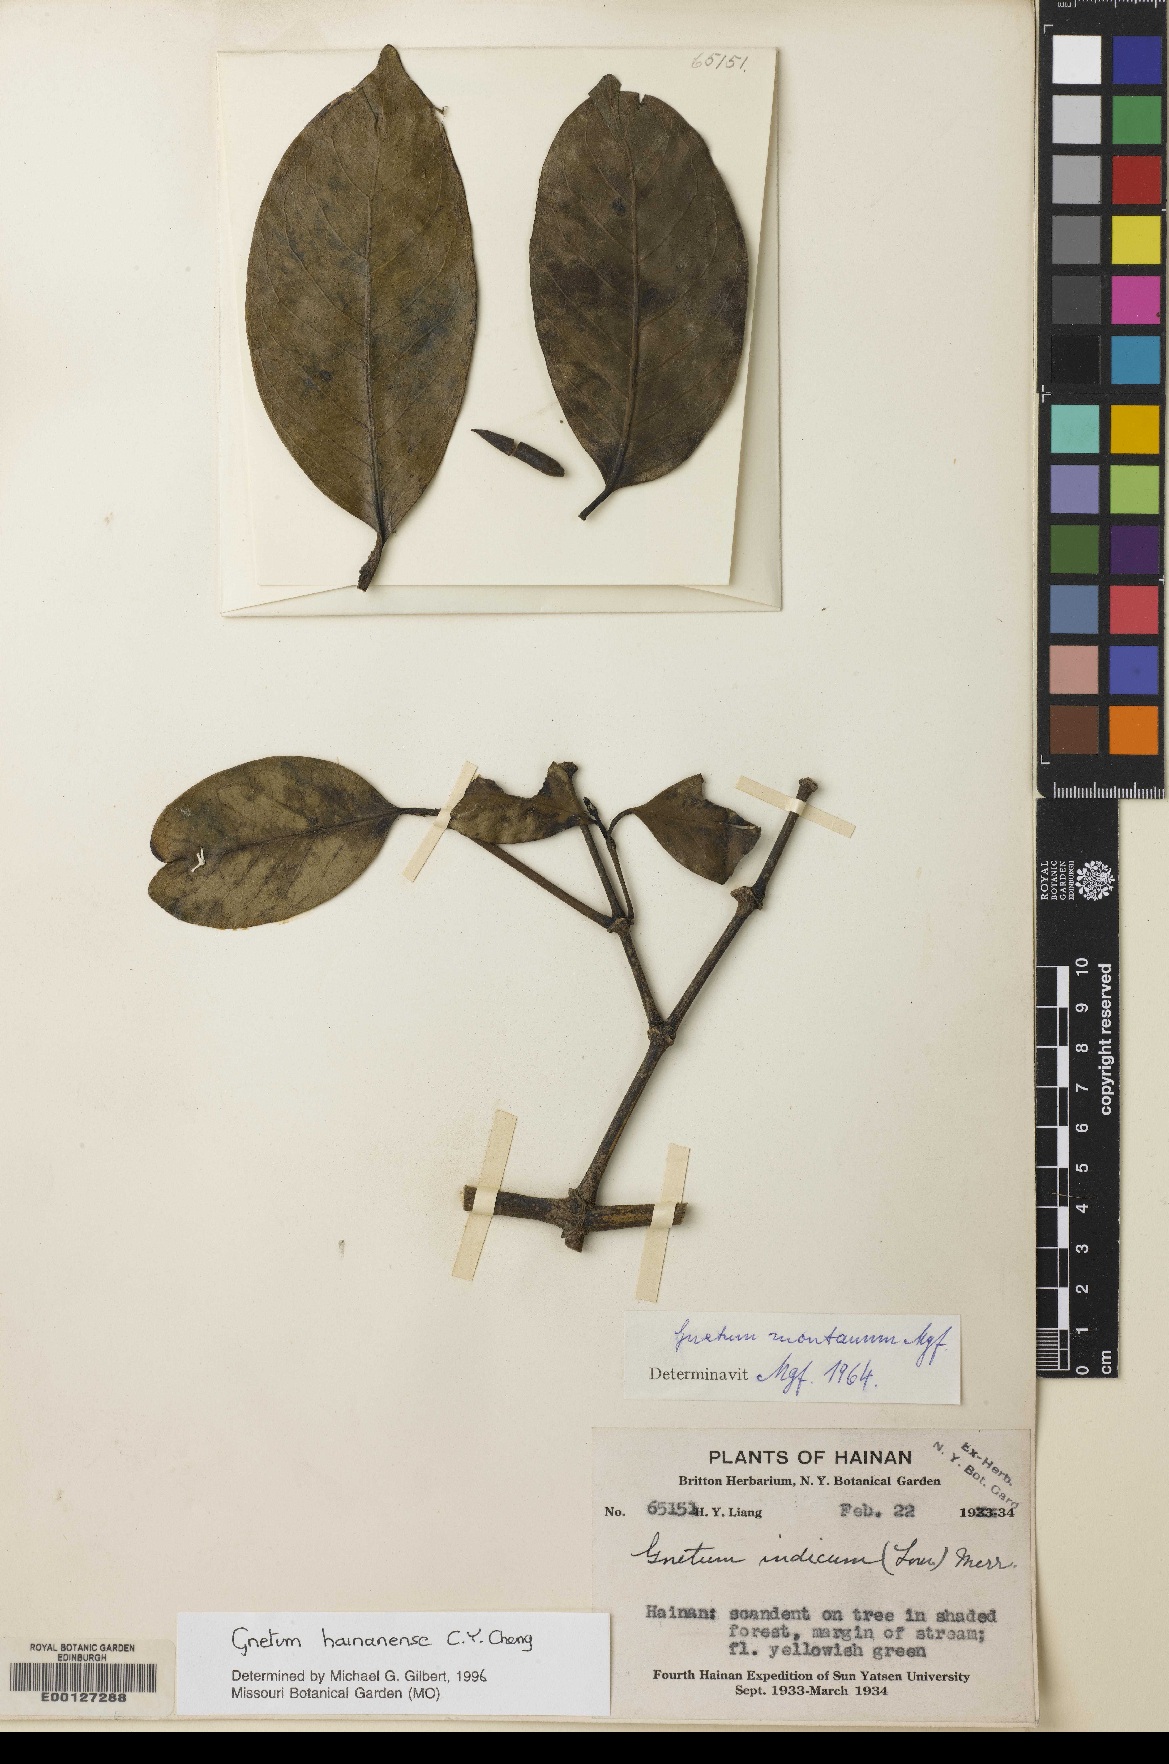 65151.
Gnetum montanum Mgf.
Determinavit Mgf. 1964.
PLANTS OF HAINAN
Ex-Herb.
N. Y. Bot. Gard
Britton Herbarium, N. Y. Botanical Garden
No. 65151 H. Y. Liang Feb. 22 1933-34
Gnetum indicum (Lour.) Merr.
Hainan: scandent on tree in shaded
forest, margin of stream;
fl. yellowish green
Fourth Hainan Expedition of Sun Yatsen University
Sept. 1933-March 1934
Gnetum hainanense C.Y. Cheng
Determined by Michael G. Gilbert, 1996
Missouri Botanical Garden (MO)
ROYAL BOTANIC GARDEN
EDINBURGH
E00127288
ROYAL
BOTANIC
GARDEN
EDINBURGH
copyright reserved
10
9
8
7
6
5
4
3
2
1
0
cm